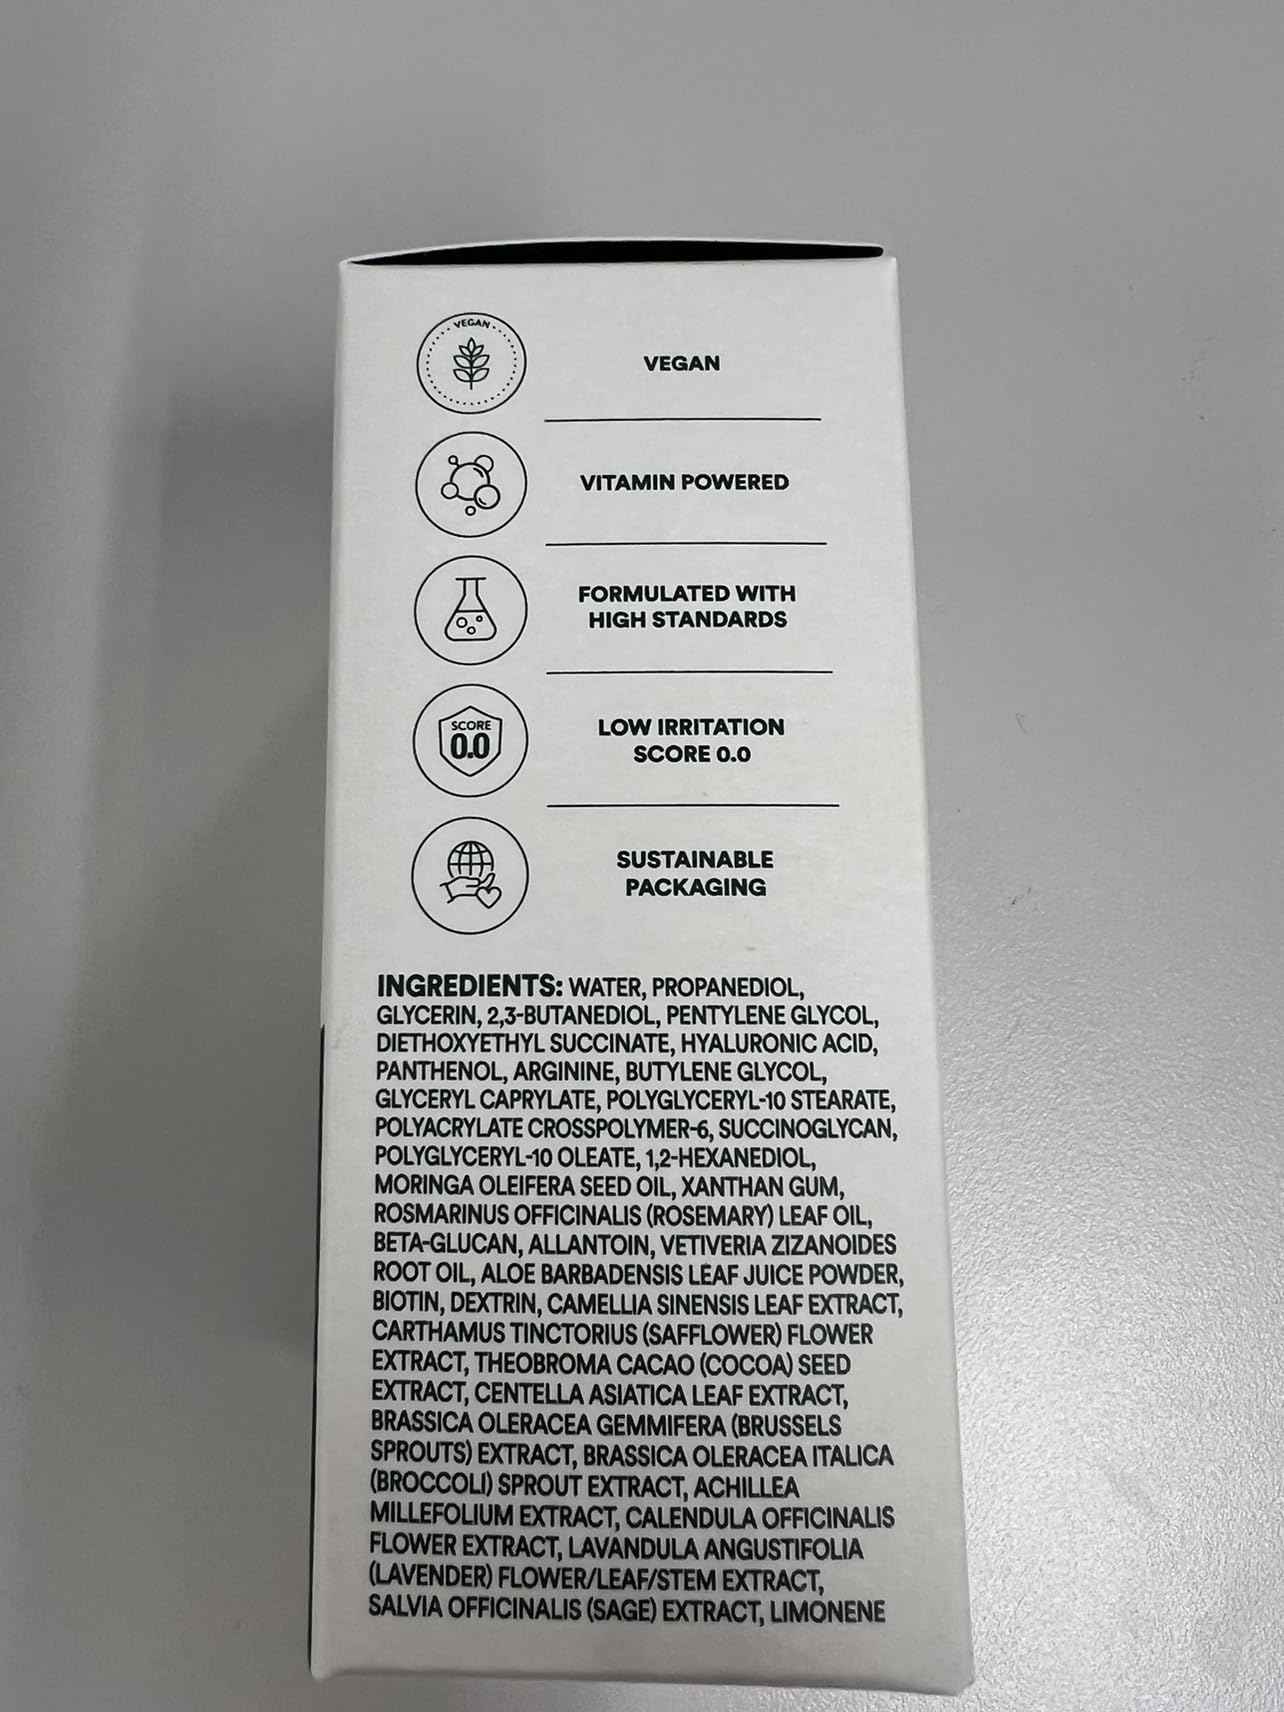 VEGAN
VEGAN
VITAMIN POWERED
FORMULATED WITH
HIGH STANDARDS
SCORE
0.0
LOW IRRITATION
SCORE 0.0
SUSTAINABLE
PACKAGING
INGREDIENTS: WATER, PROPANEDIOL,
GLYCERIN, 2,3-BUTANEDIOL, PENTYLENE GLYCOL,
DIETHOXYETHYL SUCCINATE, HYALURONIC ACID,
PANTHENOL, ARGININE, BUTYLENE GLYCOL,
GLYCERYL CAPRYLATE, POLYGLYCERYL-10 STEARATE,
POLYACRYLATE CROSSPOLYMER-6, SUCCINOGLYCAN,
POLYGLYCERYL-10 OLEATE, 1,2-HEXANEDIOL,
MORINGA OLEIFERA SEED OIL, XANTHAN GUM,
ROSMARINUS OFFICINALIS (ROSEMARY) LEAF OIL,
BETA-GLUCAN, ALLANTOIN, VETIVERIA ZIZANOIDES
ROOT OIL, ALOE BARBADENSIS LEAF JUICE POWDER,
BIOTIN, DEXTRIN, CAMELLIA SINENSIS LEAF EXTRACT,
CARTHAMUS TINCTORIUS (SAFFLOWER) FLOWER
EXTRACT, THEOBROMA CACAO (COCOA) SEED
EXTRACT, CENTELLA ASIATICA LEAF EXTRACT,
BRASSICA OLERACEA GEMMIFERA (BRUSSELS
SPROUTS) EXTRACT, BRASSICA OLERACEA ITALICA
(BROCCOLI) SPROUT EXTRACT, ACHILLEA
MILLEFOLIUM EXTRACT, CALENDULA OFFICINALIS
FLOWER EXTRACT, LAVANDULA ANGUSTIFOLIA
(LAVENDER) FLOWER/LEAF/STEM EXTRACT,
SALVIA OFFICINALIS (SAGE) EXTRACT, LIMONENE